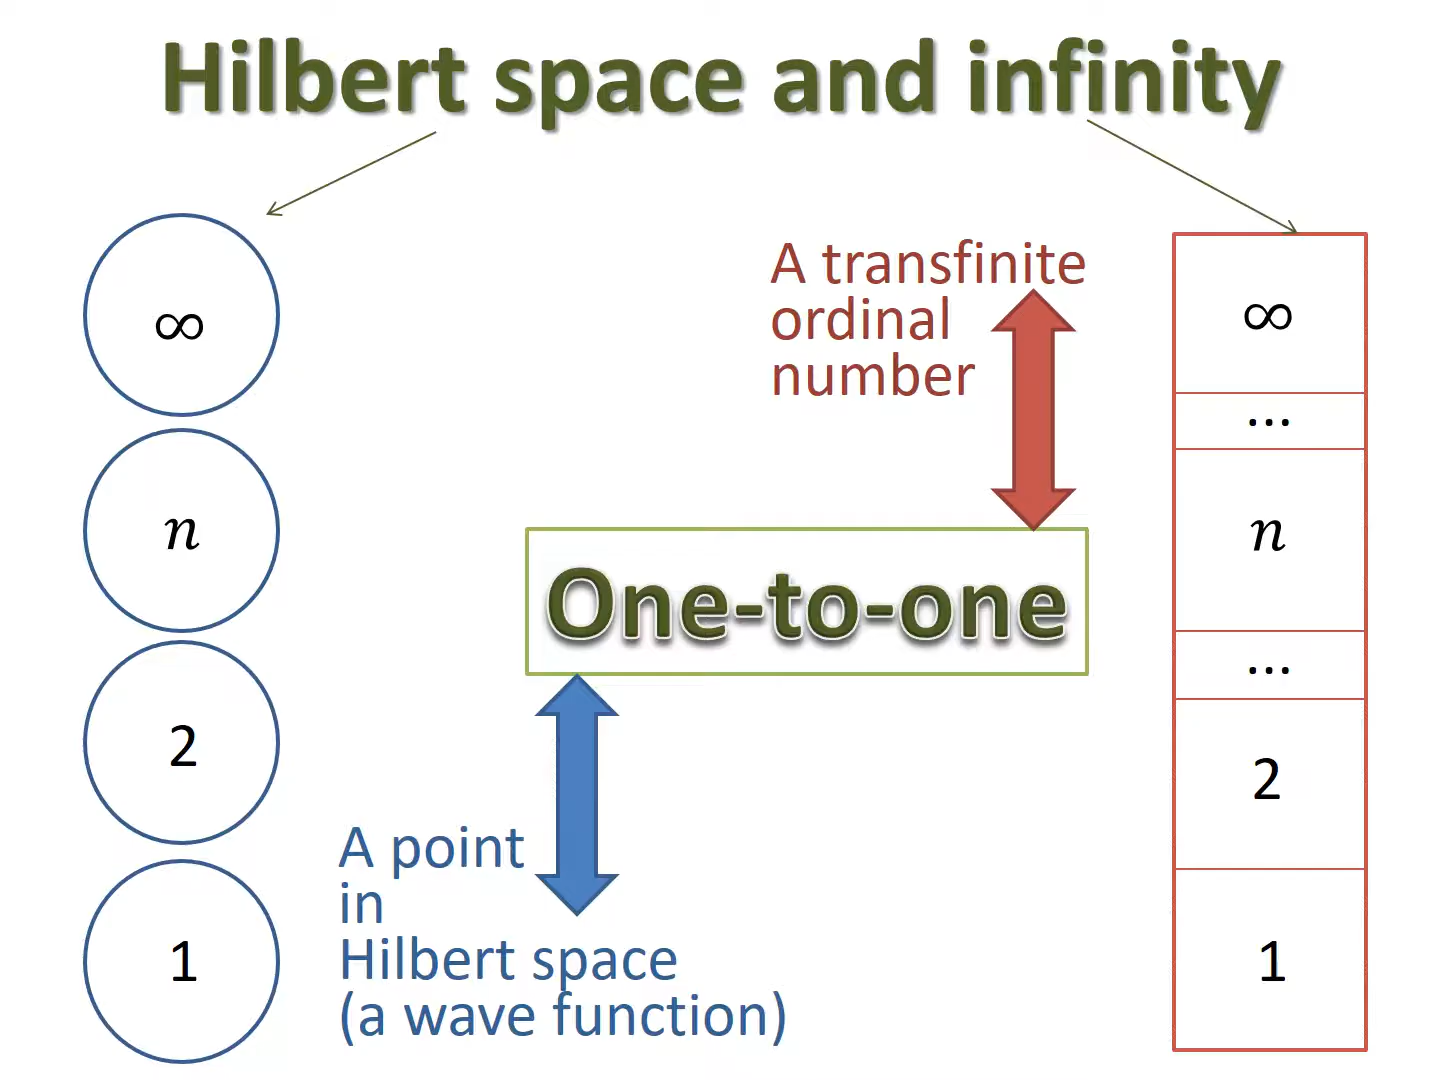 Hilbert space and infinity
∞
n
2
1
A transfinite
ordinal
number
One-to-one
A point
in
Hilbert space
(a wave function)
∞
...
n
...
2
1